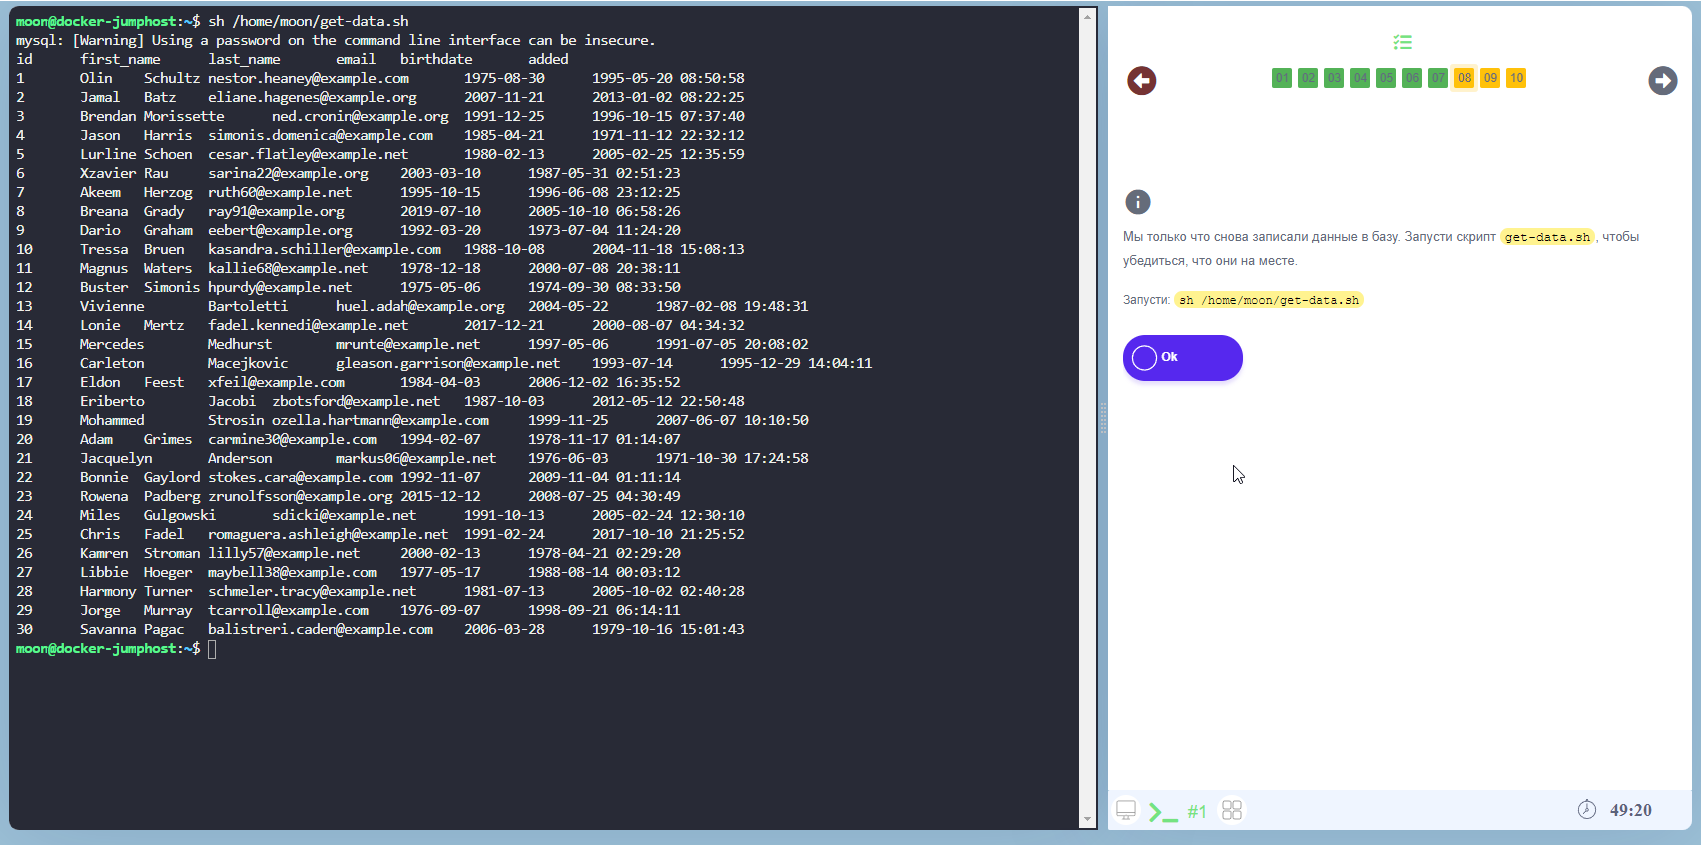 moon@docker-jumphost:~$ sh /home/moon/get-data.sh
mysql: [Warning] Using a password on the command line interface can be insecure.
id first_name last_name email birthdate added
1 Olin Schultz nestor.heaney@example.com 1975-08-30 1995-05-20 08:50:58
2 Jamal Batz eliane.hagenes@example.org 2007-11-21 2013-01-02 08:22:25
3 Brendan Morissette ned.cronin@example.org 1991-12-25 1996-10-15 07:37:40
4 Jason Harris simonis.domenica@example.com 1985-04-21 1971-11-12 22:32:12
5 Lurline Schoen cesar.flatley@example.net 1980-02-13 2005-02-25 12:35:59
6 Xzavier Rau sarina22@example.org 2003-03-10 1987-05-31 02:51:23
7 Akeem Herzog ruth60@example.net 1995-10-15 1996-06-08 23:12:25
8 Breana Grady ray91@example.org 2019-07-10 2005-10-10 06:58:26
9 Dario Graham eebert@example.org 1992-03-20 1973-07-04 11:24:20
10 Tressa Bruen kasandra.schiller@example.com 1988-10-08 2004-11-18 15:08:13
11 Magnus Waters kallie68@example.net 1978-12-18 2000-07-08 20:38:11
12 Buster Simonis hpurdy@example.net 1975-05-06 1974-09-30 08:33:50
13 Vivienne Bartoletti huel.adah@example.org 2004-05-22 1987-02-08 19:48:31
14 Lonie Mertz fadel.kennedi@example.net 2017-12-21 2000-08-07 04:34:32
15 Mercedes Medhurst mrunte@example.net 1997-05-06 1991-07-05 20:08:02
16 Carleton Macejkovic gleason.garrison@example.net 1993-07-14 1995-12-29 14:04:11
17 Eldon Feest xfeil@example.com 1984-04-03 2006-12-02 16:35:52
18 Eriberto Jacobi zbotsford@example.net 1987-10-03 2012-05-12 22:50:48
19 Mohammed Strosin ozella.hartmann@example.com 1999-11-25 2007-06-07 10:10:50
20 Adam Grimes carmine30@example.com 1994-02-07 1978-11-17 01:14:07
21 Jacquelyn Anderson markus06@example.net 1976-06-03 1971-10-30 17:24:58
22 Bonnie Gaylord stokes.cara@example.com 1992-11-07 2009-11-04 01:11:14
23 Rowena Padberg zrunolfsson@example.org 2015-12-12 2008-07-25 04:30:49
24 Miles Gulgowski sdicki@example.net 1991-10-13 2005-02-24 12:30:10
25 Chris Fadel romaguera.ashleigh@example.net 1991-02-24 2017-10-10 21:25:52
26 Kamren Stroman lilly57@example.net 2000-02-13 1978-04-21 02:29:20
27 Libbie Hoeger maybell38@example.com 1977-05-17 1988-08-14 00:03:12
28 Harmony Turner schmeler.tracy@example.net 1981-07-13 2005-10-02 02:40:28
29 Jorge Murray tcarroll@example.com 1976-09-07 1998-09-21 06:14:11
30 Savanna Pagac balistreri.caden@example.com 2006-03-28 1979-10-16 15:01:43
moon@docker-jumphost:~$
01 02 03 04 05 06 07 08 09 10
Мы только что снова записали данные в базу. Запусти скрипт get-data.sh, чтобы
убедиться, что они на месте.
Запусти: sh /home/moon/get-data.sh
Ok
#1
49:20